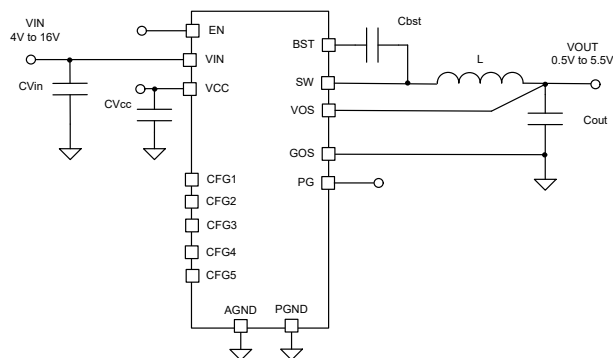 VIN
4V to 16V
CVin
CVcc
EN
VIN
VCC
CFG1
CFG2
CFG3
CFG4
CFG5
AGND
PGND
BST
SW
VOS
GOS
PG
Cbst
L
VOUT
0.5V to 5.5V
Cout